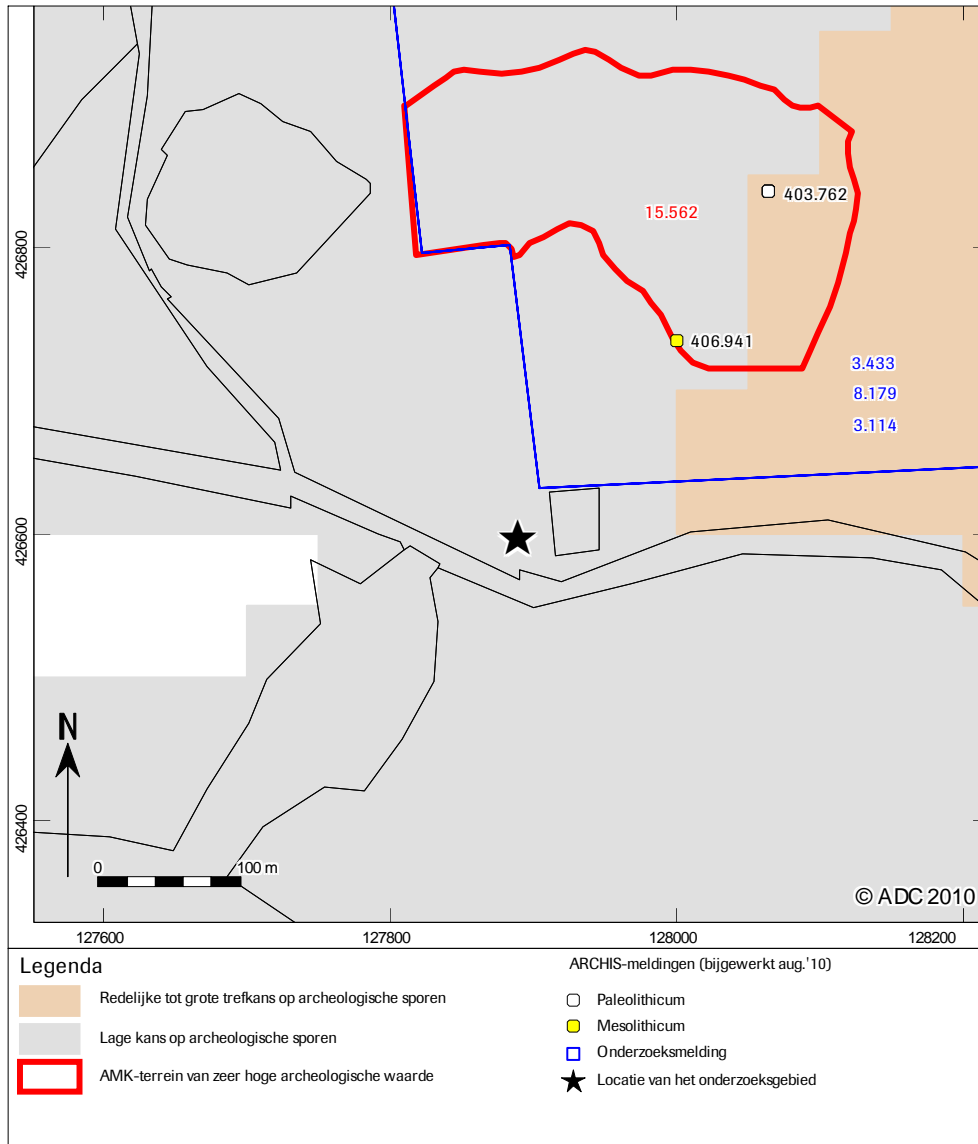 403.762
15.562
426800
406.941
3.433
8.179
3.114
426600
N
426400
0 100 m
© ADC 2010
127600 127800 128000 128200
Legenda
Redelijke tot grote trefkans op archeologische sporen
Lage kans op archeologische sporen
AMK-terrein van zeer hoge archeologische waarde
ARCHIS-meldingen (bijgewerkt aug.'10)
Paleolithicum
Mesolithicum
Onderzoeksmelding
Locatie van het onderzoeksgebied